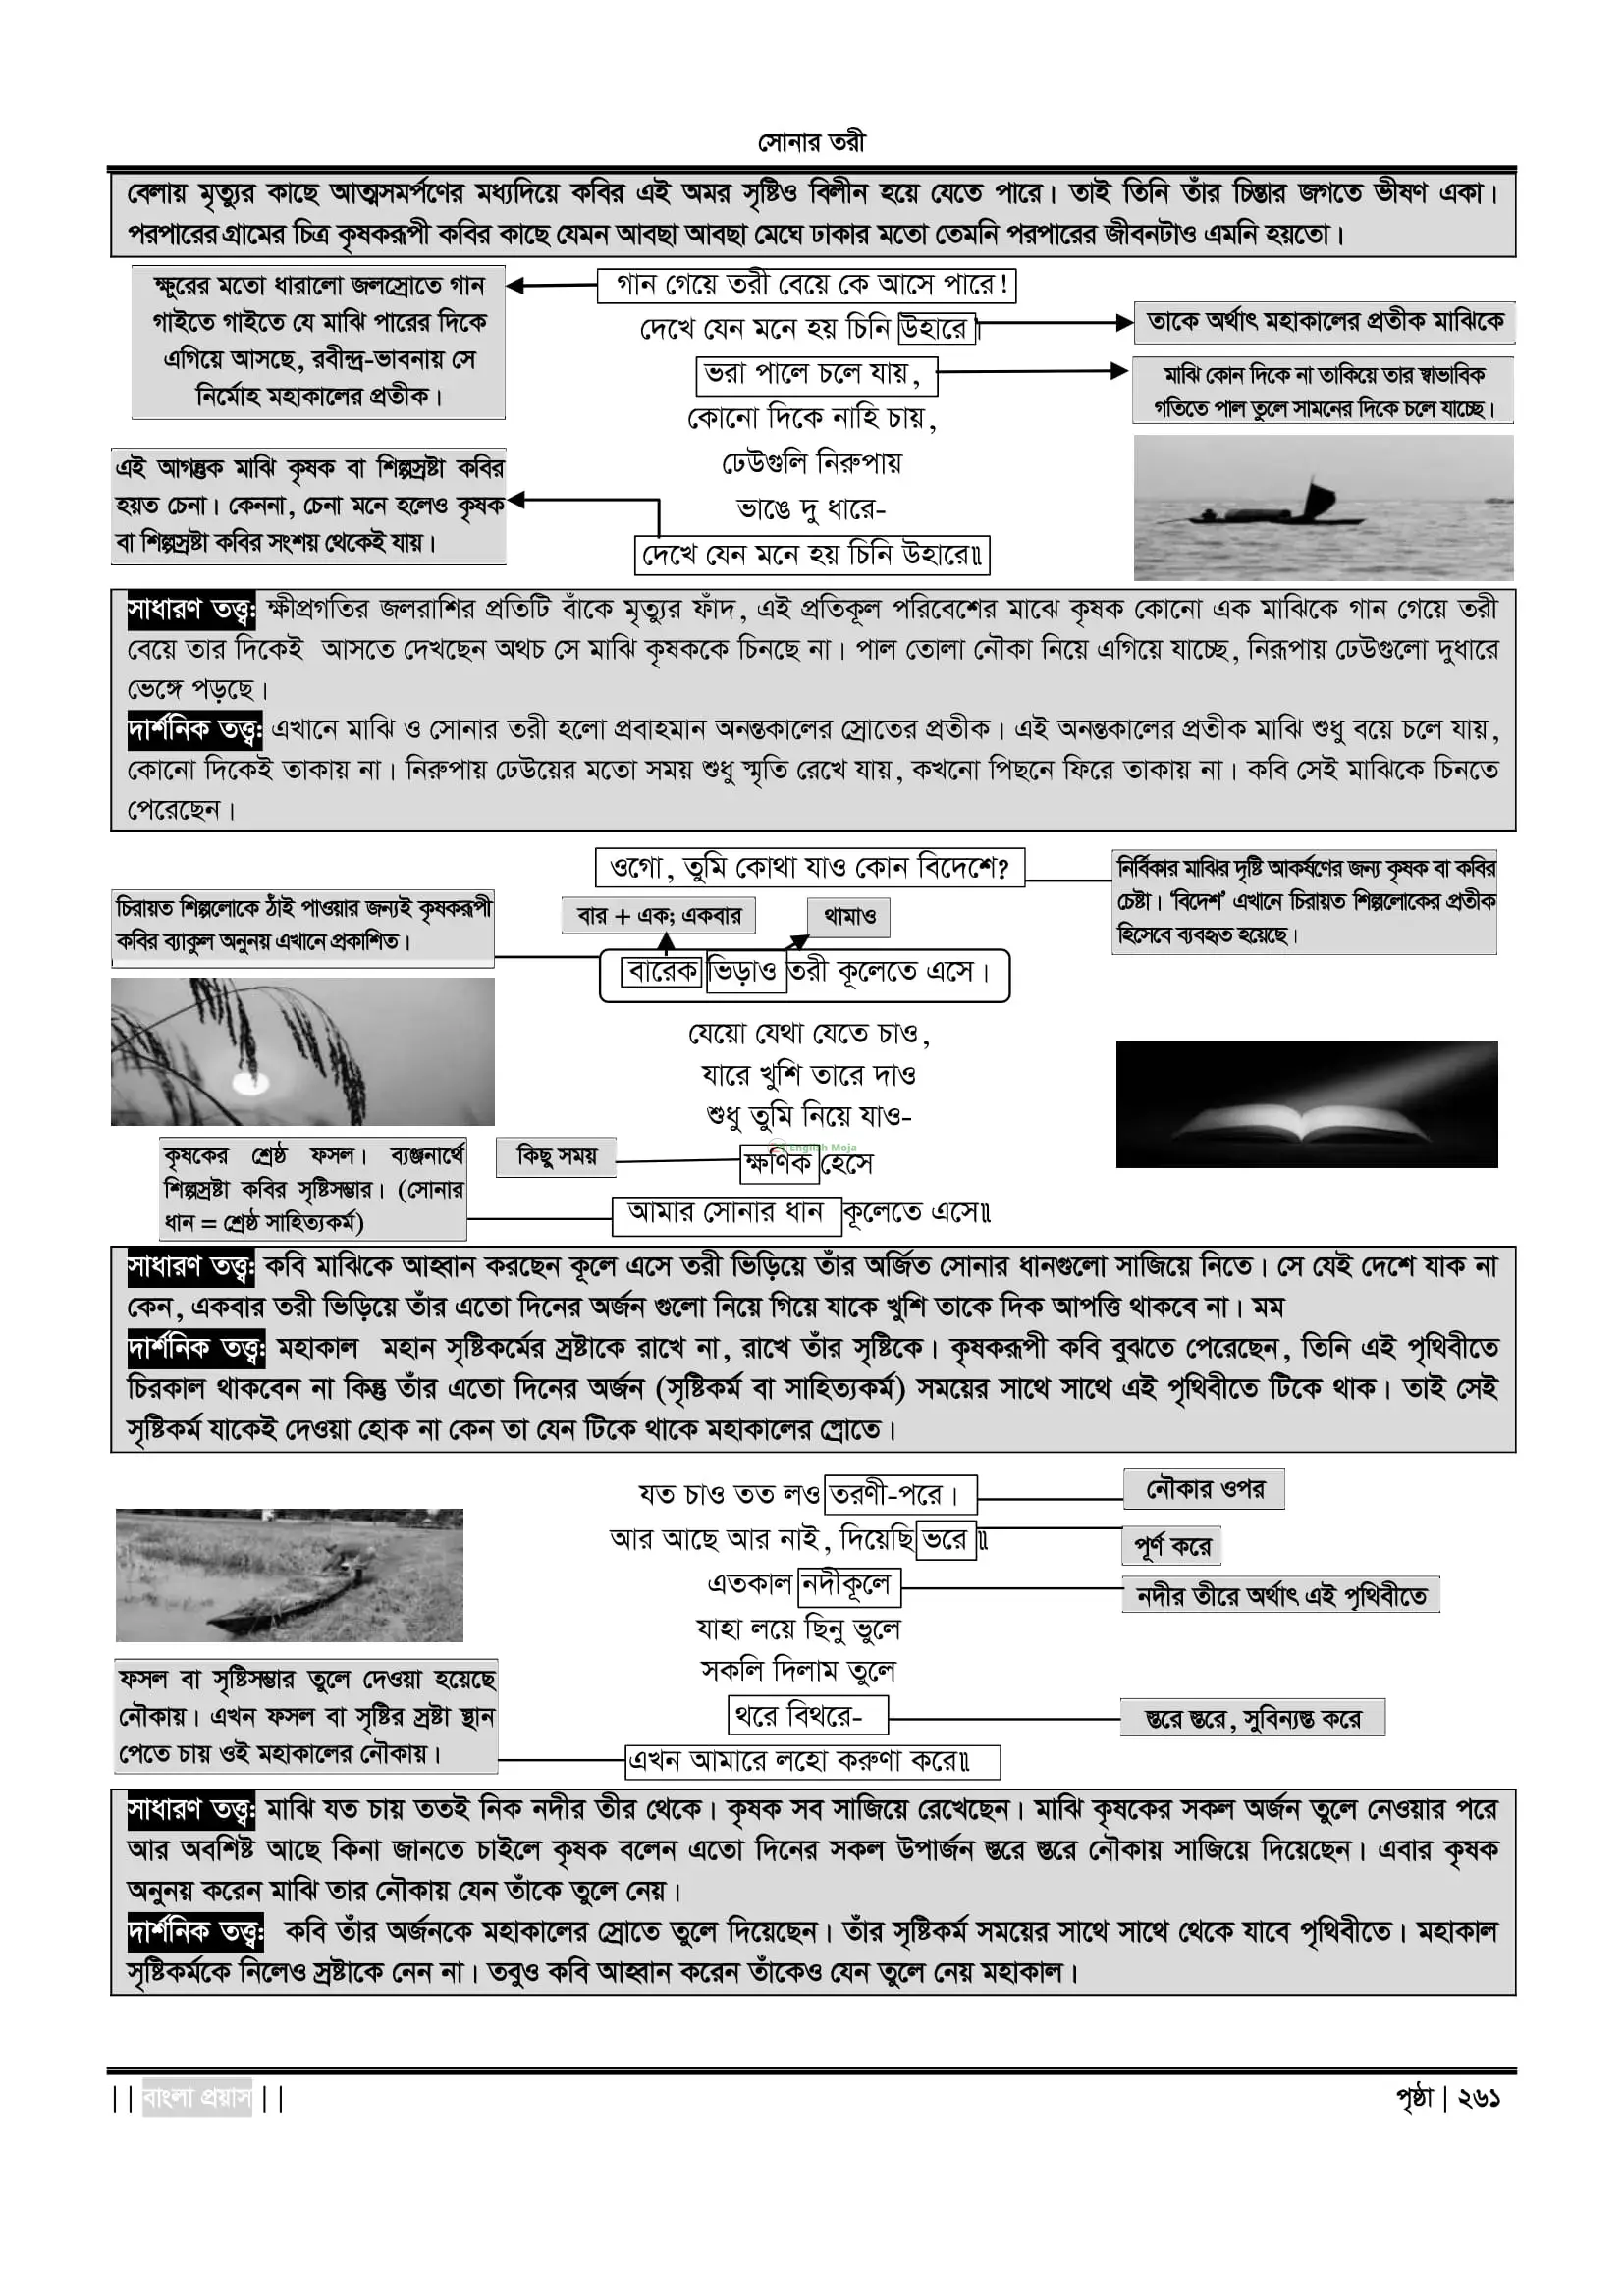 সোনার তরী
বেলায় মৃত্যুর কাছে আত্মসমর্পণের মধ্যদিয়ে কবির এই অমর সৃষ্টিও বিলীন হয়ে যেতে পারে। তাই তিনি তাঁর চিন্তার জগতে ভীষণ একা।
পরপারের গ্রামের চিত্র কৃষকরূপী কবির কাছে যেমন আবছা আবছা মেঘে ঢাকার মতো তেমনি পরপারের জীবনটাও এমনি হয়তো।
ক্ষুরের মতো ধারালো জলস্রোতে গান
গাইতে গাইতে যে মাঝি পারের দিকে
এগিয়ে আসছে, রবীন্দ্র-ভাবনায় সে
নির্মোহ মহাকালের প্রতীক।
গান গেয়ে তরী বেয়ে কে আসে পারে!
দেখে যেন মনে হয় চিনি উহারে।
তাকে অর্থাৎ মহাকালের প্রতীক মাঝিকে
ভরা পালে চলে যায়,
মাঝি কোন দিকে না তাকিয়ে তার স্বাভাবিক
গতিতে পাল তুলে সামনের দিকে চলে যাচ্ছে।
কোনো দিকে নাহি চায়,
ঢেউগুলি নিরুপায়
ভাঙে দু ধারে-
দেখে যেন মনে হয় চিনি উহারে॥
এই আগন্তুক মাঝি কৃষক বা শিল্পস্রষ্টা কবির
হয়ত চেনা। কেননা, চেনা মনে হলেও কৃষক
বা শিল্পস্রষ্টা কবির সংশয় থেকেই যায়।
সাধারণ তত্ত্ব: ক্ষীপ্রগতির জলরাশির প্রতিটি বাঁকে মৃত্যুর ফাঁদ, এই প্রতিকূল পরিবেশের মাঝে কৃষক কোনো এক মাঝিকে গান গেয়ে তরী
বেয়ে তার দিকেই আসতে দেখছেন অথচ সে মাঝি কৃষককে চিনছে না। পাল তোলা নৌকা নিয়ে এগিয়ে যাচ্ছে, নিরূপায় ঢেউগুলো দুধারে
ভেঙ্গে পড়ছে।
দার্শনিক তত্ত্ব: এখানে মাঝি ও সোনার তরী হলো প্রবাহমান অনন্তকালের স্রোতের প্রতীক। এই অনন্তকালের প্রতীক মাঝি শুধু বয়ে চলে যায়,
কোনো দিকেই তাকায় না। নিরুপায় ঢেউয়ের মতো সময় শুধু স্মৃতি রেখে যায়, কখনো পিছনে ফিরে তাকায় না। কবি সেই মাঝিকে চিনতে
পেরেছেন।
ওগো, তুমি কোথা যাও কোন বিদেশে?
নির্বিকার মাঝির দৃষ্টি আকর্ষণের জন্য কৃষক বা কবির
চেষ্টা। ‘বিদেশ’ এখানে চিরায়ত শিল্পলোকের প্রতীক
হিসেবে ব্যবহৃত হয়েছে।
চিরায়ত শিল্পলোকে ঠাঁই পাওয়ার জন্যই কৃষকরূপী
কবির ব্যাকুল অনুনয় এখানে প্রকাশিত।
বার + এক; একবার
থামাও
বারেক ভিড়াও তরী কূলেতে এসে।
যেয়ো যেথা যেতে চাও,
যারে খুশি তারে দাও
শুধু তুমি নিয়ে যাও-
English Moja
কিছু সময়
ক্ষণিক হেসে
আমার সোনার ধান কূলেতে এসে॥
কৃষকের শ্রেষ্ঠ ফসল। ব্যঞ্জনার্থে
শিল্পস্রষ্টা কবির সৃষ্টিসম্ভার। (সোনার
ধান = শ্রেষ্ঠ সাহিত্যকর্ম)
সাধারণ তত্ত্ব: কবি মাঝিকে আহ্বান করছেন কূলে এসে তরী ভিড়িয়ে তাঁর অর্জিত সোনার ধানগুলো সাজিয়ে নিতে। সে যেই দেশে যাক না
কেন, একবার তরী ভিড়িয়ে তাঁর এতো দিনের অর্জন গুলো নিয়ে গিয়ে যাকে খুশি তাকে দিক আপত্তি থাকবে না। মম
দার্শনিক তত্ত্ব: মহাকাল মহান সৃষ্টিকর্মের স্রষ্টাকে রাখে না, রাখে তাঁর সৃষ্টিকে। কৃষকরূপী কবি বুঝতে পেরেছেন, তিনি এই পৃথিবীতে
চিরকাল থাকবেন না কিন্তু তাঁর এতো দিনের অর্জন (সৃষ্টিকর্ম বা সাহিত্যকর্ম) সময়ের সাথে সাথে এই পৃথিবীতে টিকে থাক। তাই সেই
সৃষ্টিকর্ম যাকেই দেওয়া হোক না কেন তা যেন টিকে থাকে মহাকালের স্রোতে।
যত চাও তত লও তরণী-পরে।
নৌকার ওপর
আর আছে আর নাই, দিয়েছি ভরে ॥
পূর্ণ করে
এতকাল নদীকূলে
নদীর তীরে অর্থাৎ এই পৃথিবীতে
যাহা লয়ে ছিনু ভুলে
সকলি দিলাম তুলে
থরে বিথরে-
স্তরে স্তরে, সুবিন্যস্ত করে
এখন আমারে লহো করুণা করে॥
ফসল বা সৃষ্টিসম্ভার তুলে দেওয়া হয়েছে
নৌকায়। এখন ফসল বা সৃষ্টির স্রষ্টা স্থান
পেতে চায় ওই মহাকালের নৌকায়।
সাধারণ তত্ত্ব: মাঝি যত চায় ততই নিক নদীর তীর থেকে। কৃষক সব সাজিয়ে রেখেছেন। মাঝি কৃষকের সকল অর্জন তুলে নেওয়ার পরে
আর অবশিষ্ট আছে কিনা জানতে চাইলে কৃষক বলেন এতো দিনের সকল উপার্জন স্তরে স্তরে নৌকায় সাজিয়ে দিয়েছেন। এবার কৃষক
অনুনয় করেন মাঝি তার নৌকায় যেন তাঁকে তুলে নেয়।
দার্শনিক তত্ত্ব: কবি তাঁর অর্জনকে মহাকালের স্রোতে তুলে দিয়েছেন। তাঁর সৃষ্টিকর্ম সময়ের সাথে সাথে থেকে যাবে পৃথিবীতে। মহাকাল
সৃষ্টিকর্মকে নিলেও স্রষ্টাকে নেন না। তবুও কবি আহ্বান করেন তাঁকেও যেন তুলে নেয় মহাকাল।
|| বাংলা প্রয়াস ||
পৃষ্ঠা | ২৬১